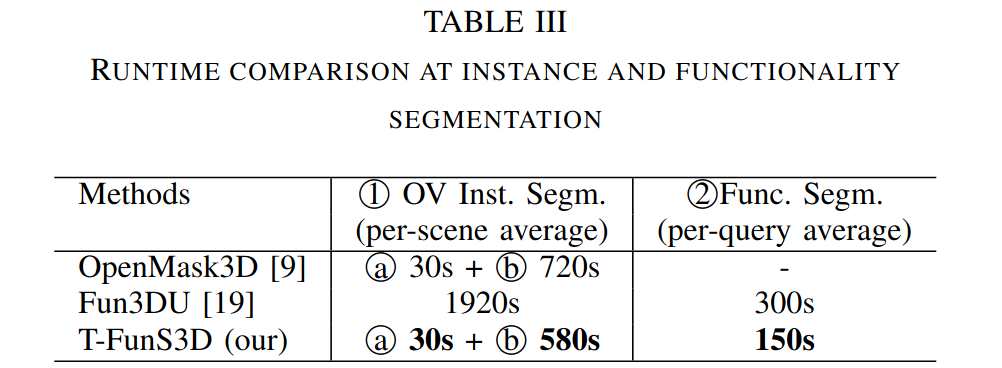 TABLE III
RUNTIME COMPARISON AT INSTANCE AND FUNCTIONALITY
SEGMENTATION
Methods ① OV Inst. Segm. ②Func. Segm.
(per-scene average) (per-query average)
OpenMask3D [9] ⓐ 30s + ⓑ 720s -
Fun3DU [19] 1920s 300s
T-FunS3D (our) ⓐ 30s + ⓑ 580s 150s